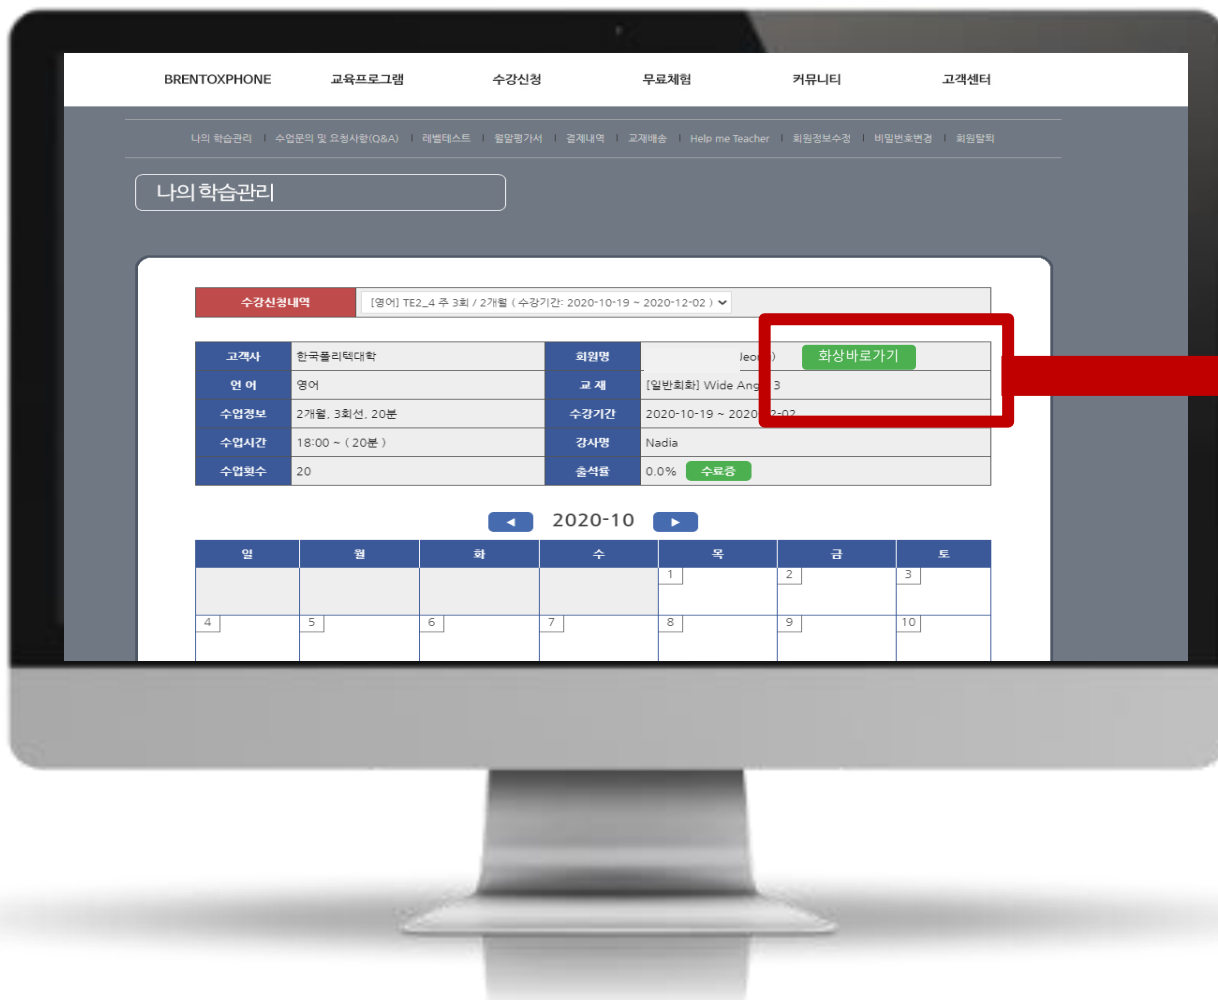 BRENTOXPHONE 교육프로그램 수강신청 무료체험 커뮤니티 고객센터
나의 학습관리 | 수업문의 및 요청사항(Q&A) | 레벨테스트 | 월말평가서 | 결제내역 | 교재배송 | Help me Teacher | 회원정보수정 | 비밀번호변경 | 회원탈퇴
나의 학습관리
수강신청내역 [영어] TE2_4 주 3회 / 2개월 ( 수강기간: 2020-10-19 ~ 2020-12-02 )
고객사 한국폴리텍대학 회원명 화상바로가기
언 어 영어 교 재 [일반회화] Wide 3
수업정보 2개월, 3회선, 20분 수강기간 2020-10-19 ~
수업시간 18:00 ~ ( 20분 ) 강사명 Nadia
수업횟수 20 출석율 0.0% 수료증
◀ 2020-10 ▶
일 월 화 수 목 금 토
1 2 3
4 5 6 7 8 9 10